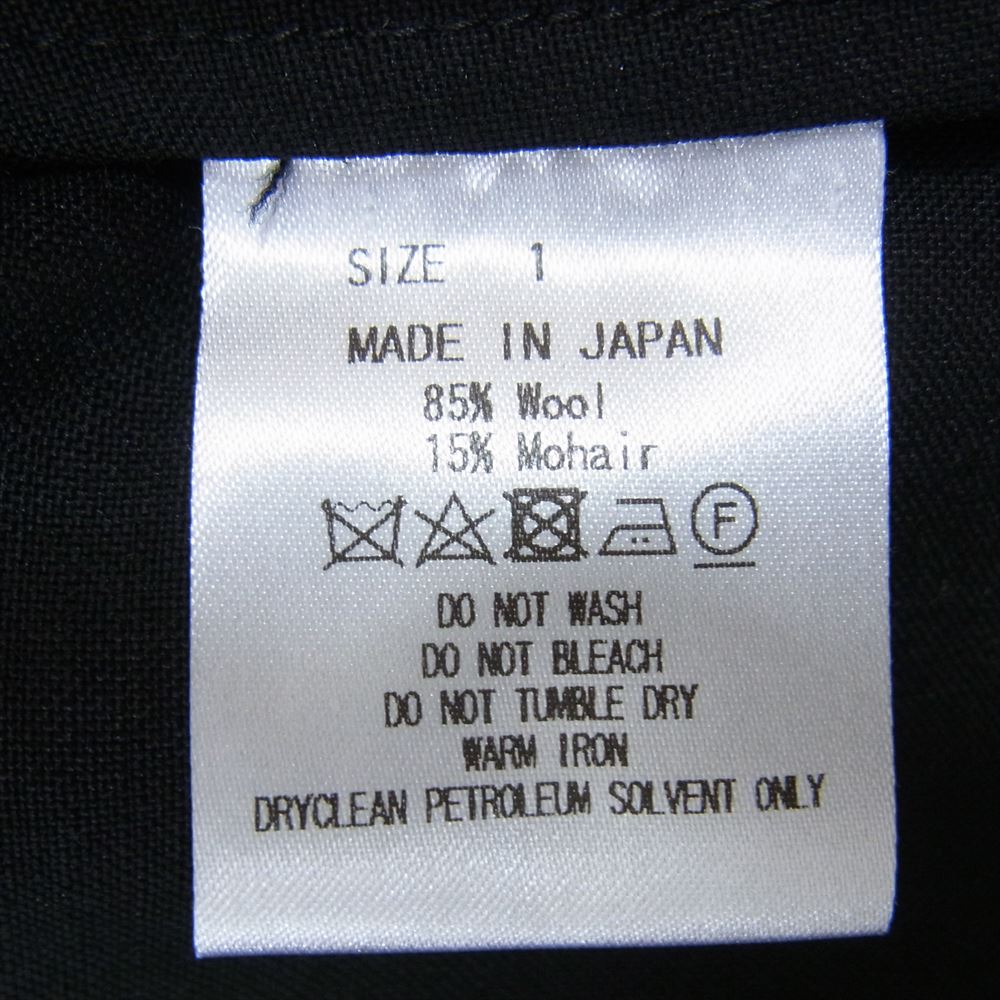 SIZE 1
MADE IN JAPAN
85% Wool
15% Mohair
F
DO NOT WASH
DO NOT BLEACH
DO NOT TUMBLE DRY
WARM IRON
DRYCLEAN PETROLEUM SOLVENT ONLY